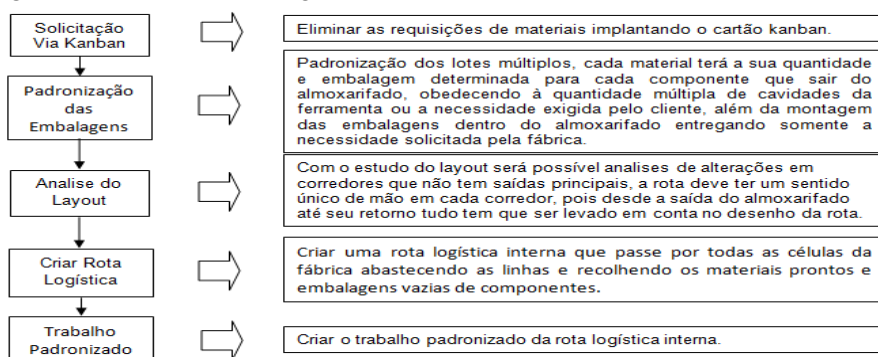 Solicitação
Via Kanban
Eliminar as requisições de materiais implantando o cartão kanban.
Padronização
das
Embalagens
Padronização dos lotes múltiplos, cada material terá a sua quantidade
e embalagem determinada para cada componente que sair do
almoxarifado, obedecendo à quantidade múltipla de cavidades da
ferramenta ou a necessidade exigida pelo cliente, além da montagem
das embalagens dentro do almoxarifado entregando somente a
necessidade solicitada pela fábrica.
Analise do
Layout
Com o estudo do layout será possível analises de alterações em
corredores que não tem saídas principais, a rota deve ter um sentido
único de mão em cada corredor, pois desde a saída do almoxarifado
até seu retorno tudo tem que ser levado em conta no desenho da rota.
Criar Rota
Logística
Criar uma rota logística interna que passe por todas as células da
fábrica abastecendo as linhas e recolhendo os materiais prontos e
embalagens vazias de componentes.
Trabalho
Padronizado
Criar o trabalho padronizado da rota logística interna.